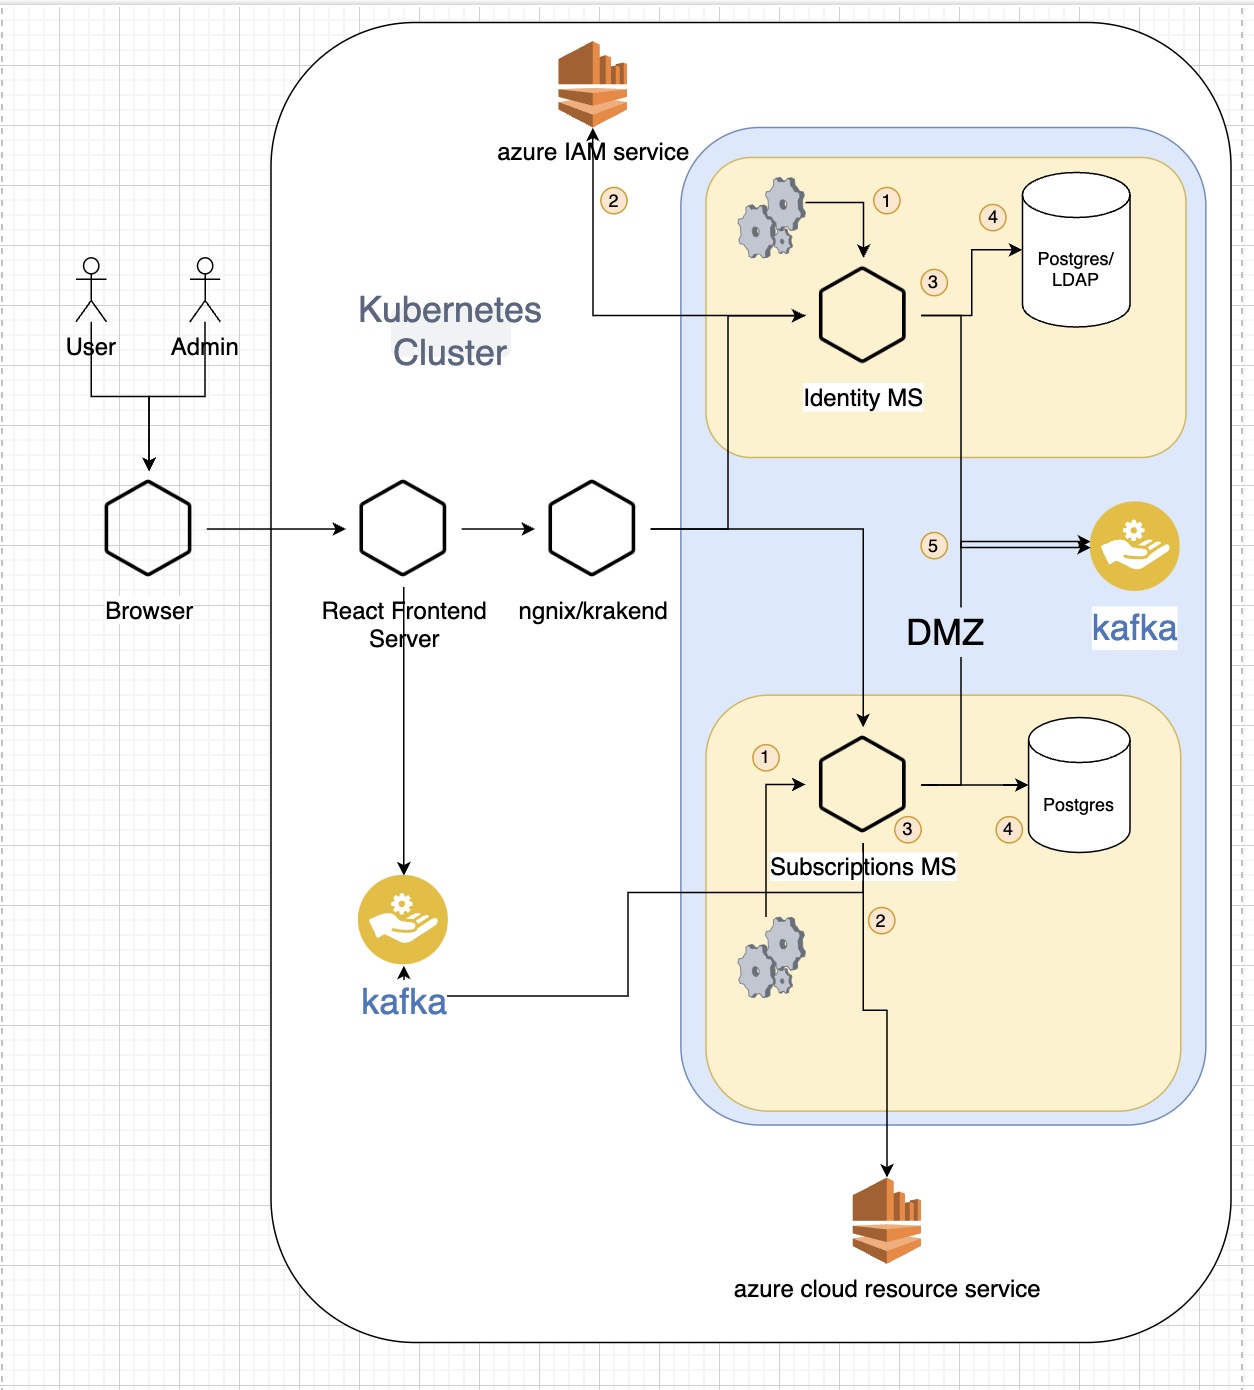 azure IAM service
2
1
4
Postgres/
LDAP
3
Kubernetes
Cluster
User
Admin
Identity MS
5
Browser
React Frontend
Server
ngnix/krakend
DMZ
kafka
1
3
4
Postgres
Subscriptions MS
2
kafka
azure cloud resource service